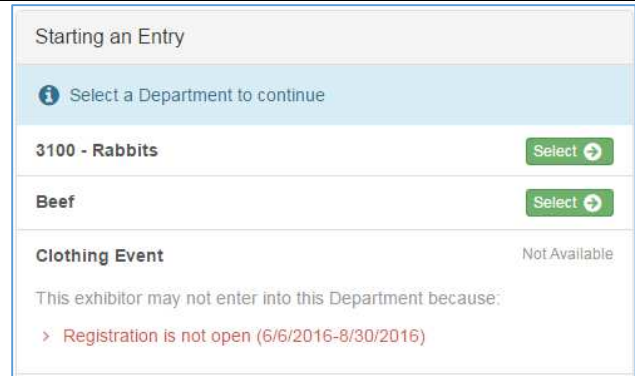 Starting an Entry
Select a Department to continue
3100 - Rabbits Select
Beef Select
Clothing Event Not Available
This exhibitor may not enter into this Department because:
> Registration is not open (6/6/2016-8/30/2016)